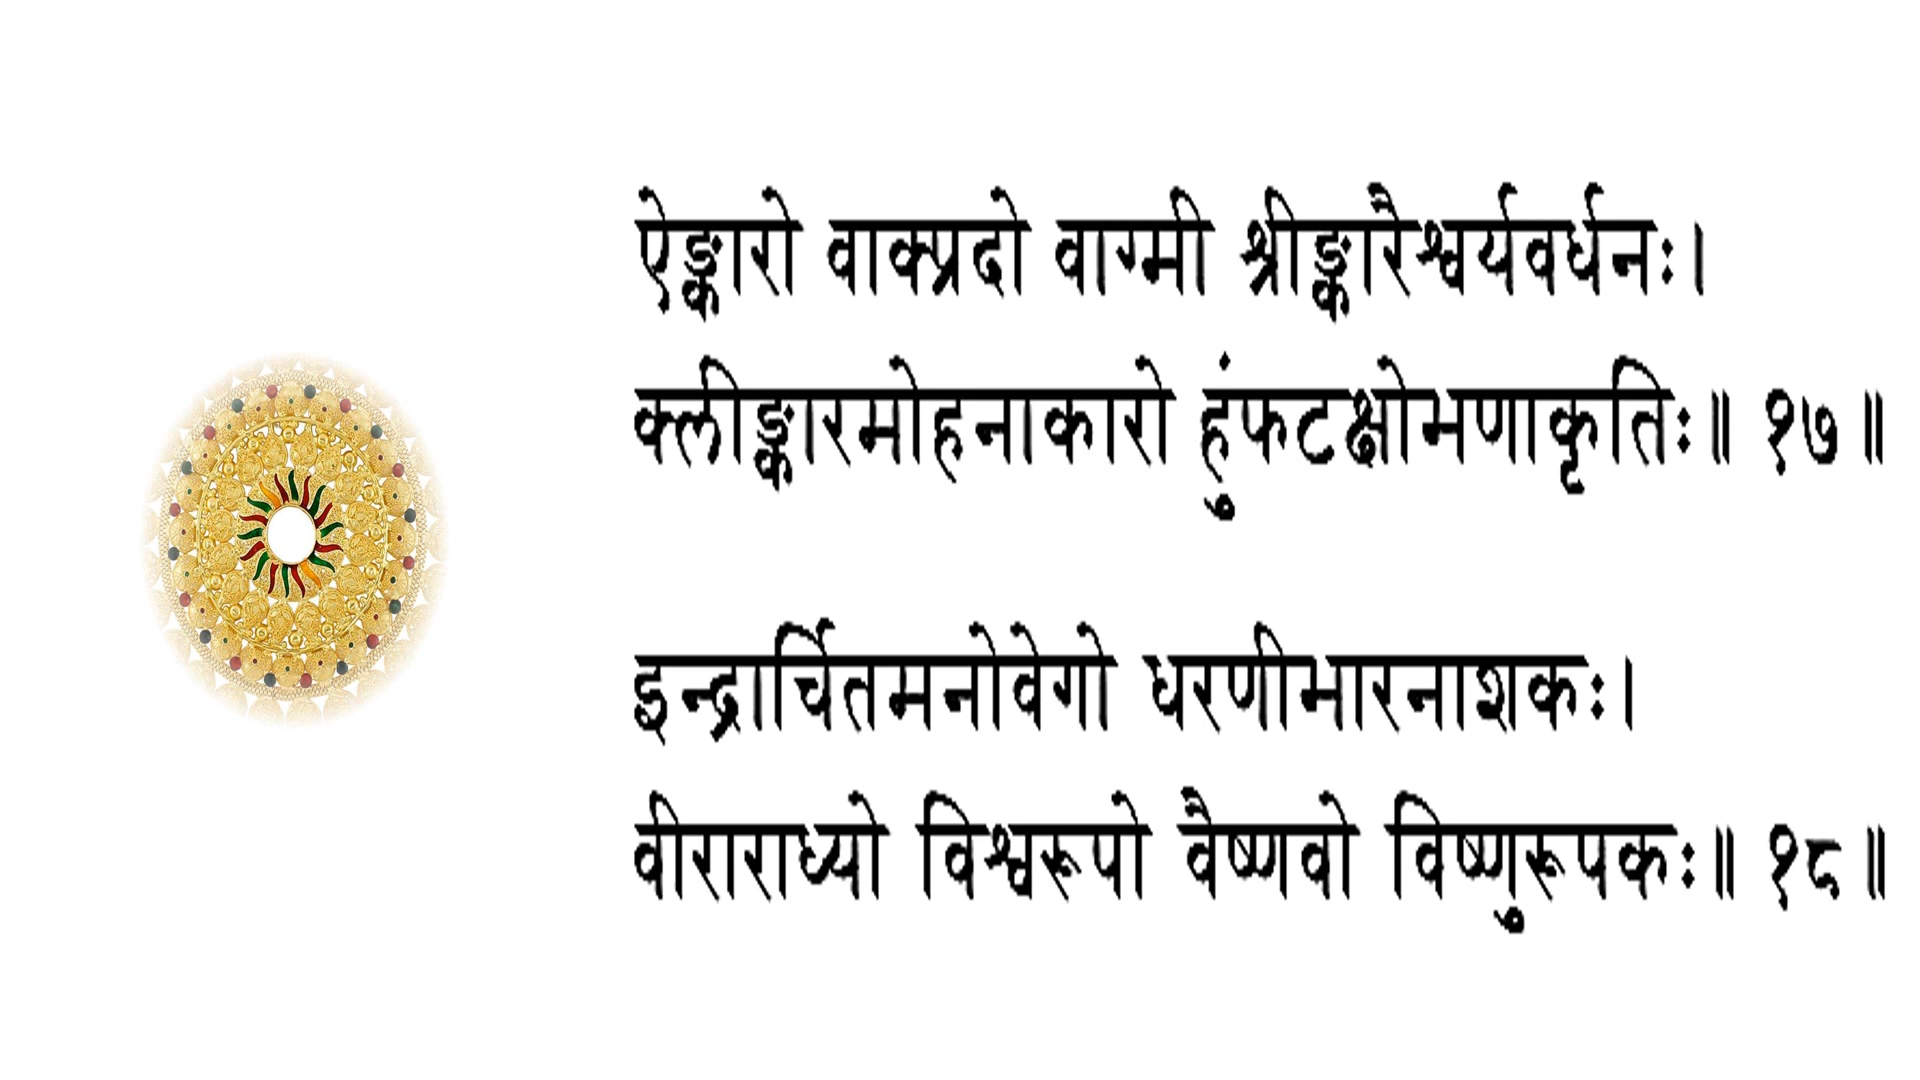 ऐङ्कारो वाक्प्रदो वाग्मी श्रीङ्कारैश्वर्यवर्धनः।
क्लीङ्कारमोहनाकारो हुंफटक्षोभणाकृतिः॥ १७॥
इन्द्रार्चितमनोवेगो धरणीभारनाशकः।
वीराराध्यो विश्वरूपो वैष्णवो विष्णुरूपकः॥ १८॥